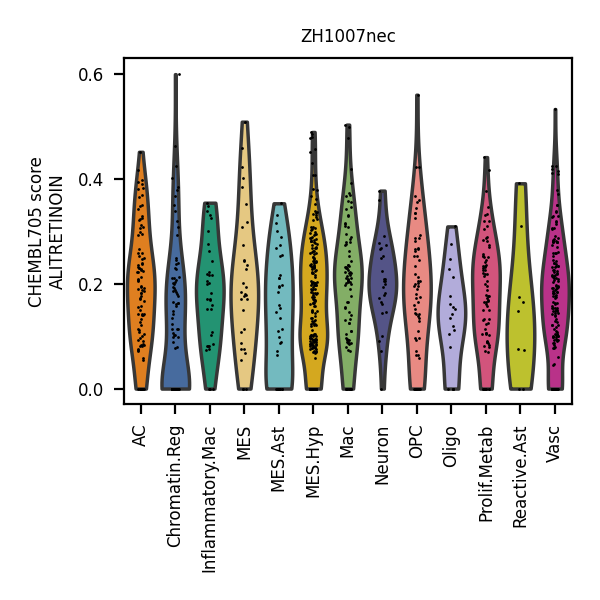 ZH1007nec
CHEMBL705 score
ALITRETINOIN
0.6
0.4
0.2
0.0
AC
Chromatin.Reg
Inflammatory.Mac
MES
MES.Ast
MES.Hyp
Mac
Neuron
OPC
Oligo
Prolif.Metab
Reactive.Ast
Vasc